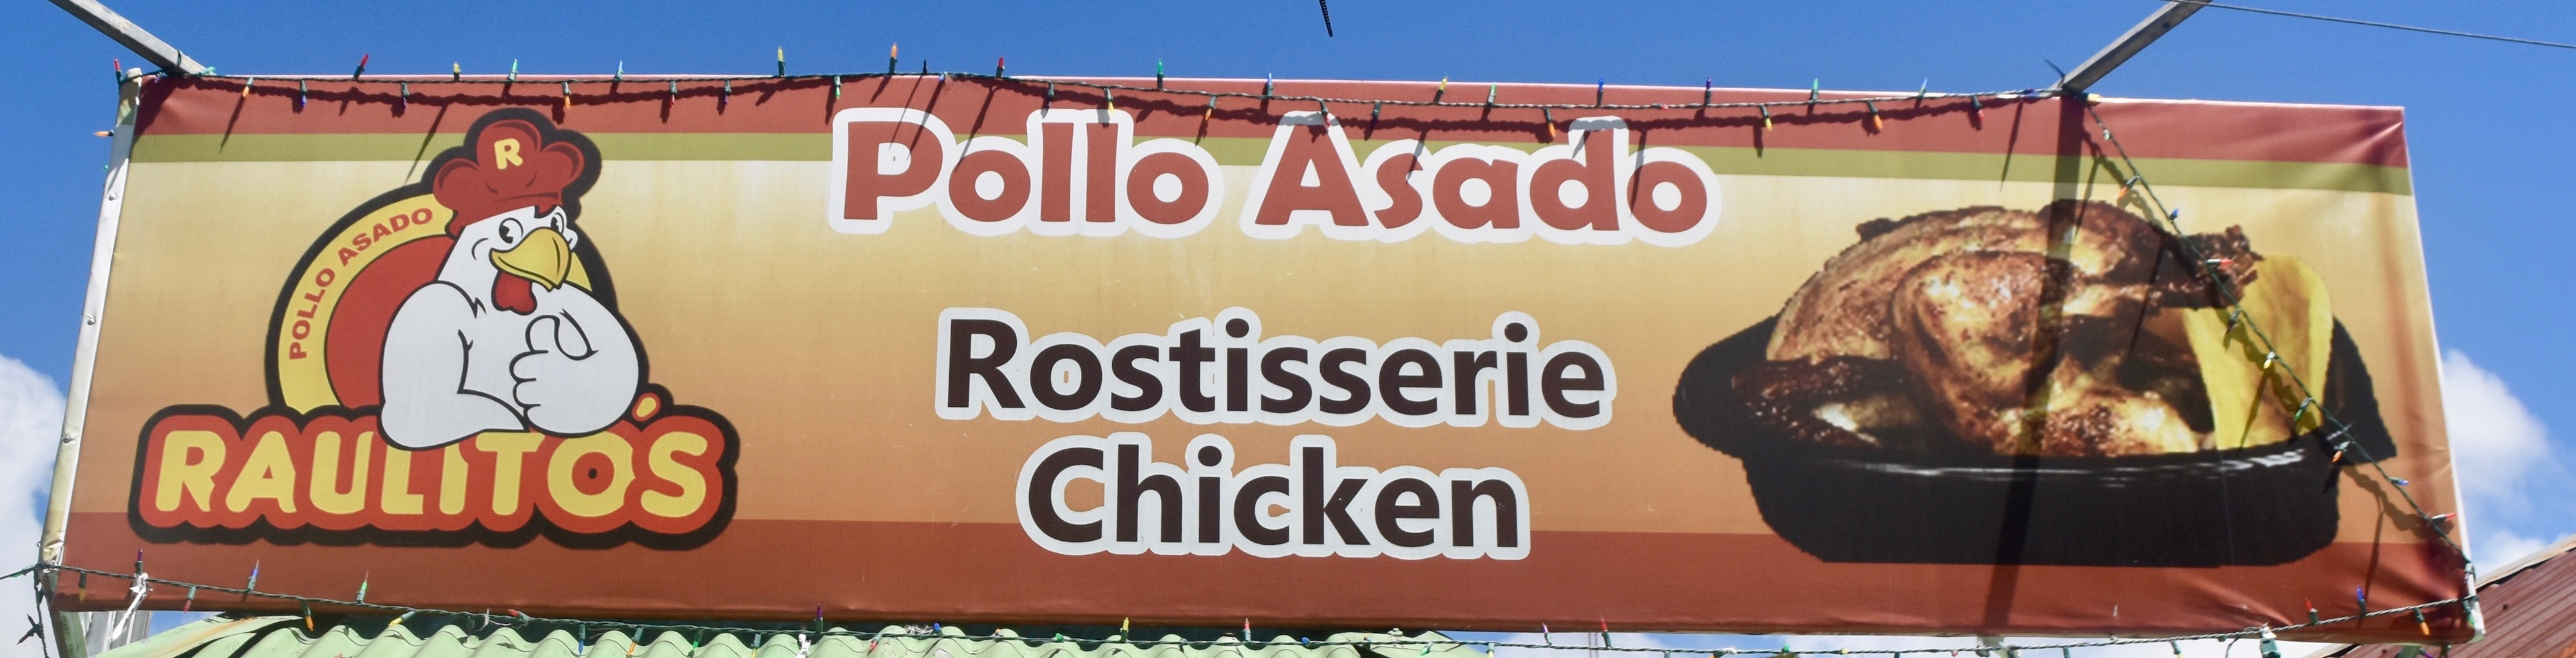 R
POLLO ASADO
RAULITO'S
Pollo Asado
Rostisserie
Chicken